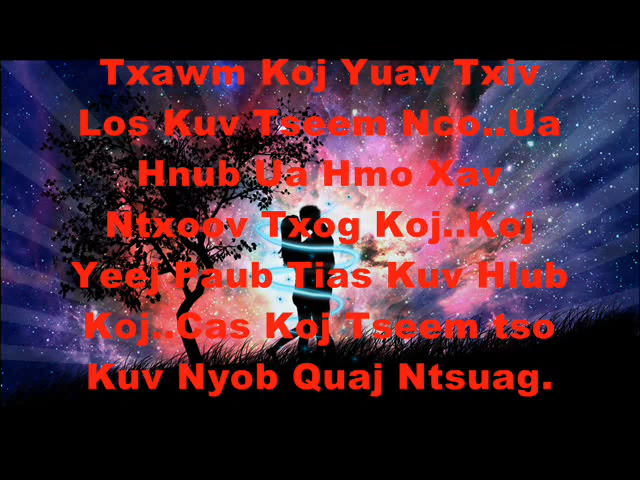 Txawm Koj Yuav Txiv
Los Kuv Tseem Nco..Ua
Hnub Ua Hmo Xav
Ntxoov Txog Koj..Koj
Yeej Paub Tias Kuv Hlub
Koj..Cas Koj Tseem tso
Kuv Nyob Quaj Ntsuag.